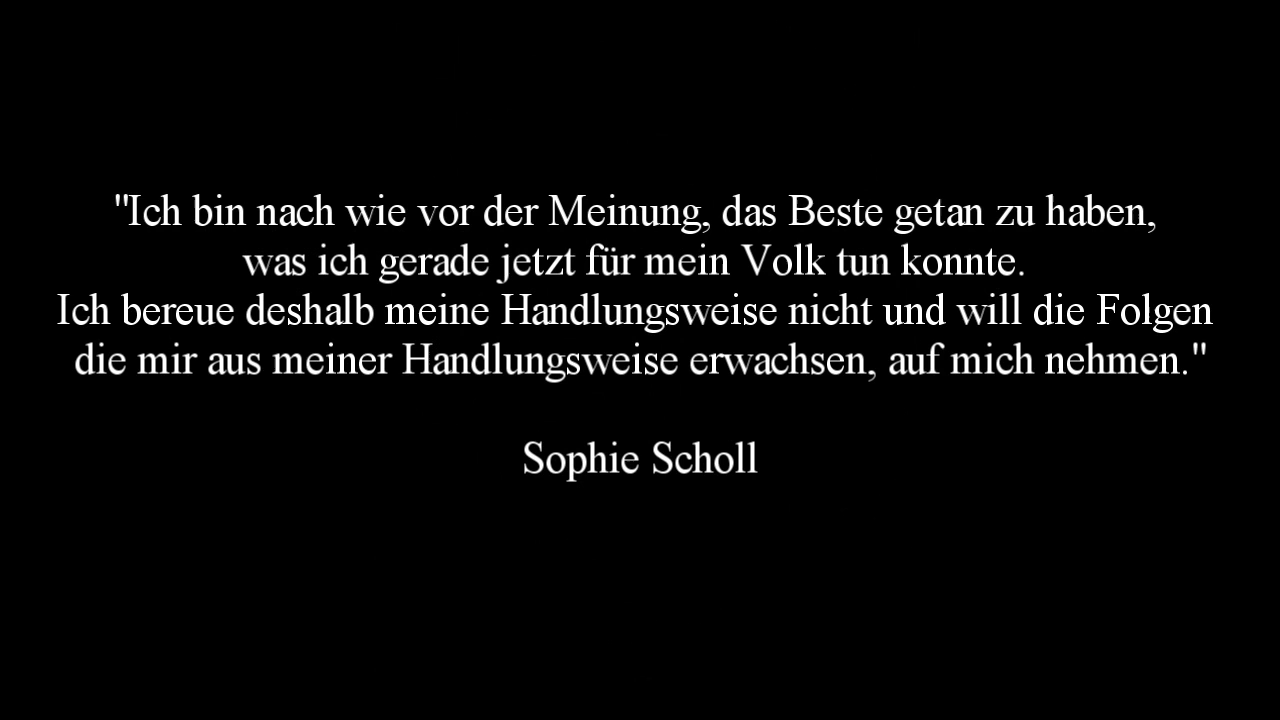 "Ich bin nach wie vor der Meinung, das Beste getan zu haben,
was ich gerade jetzt für mein Volk tun konnte.
Ich bereue deshalb meine Handlungsweise nicht und will die Folgen
die mir aus meiner Handlungsweise erwachsen, auf mich nehmen."
Sophie Scholl